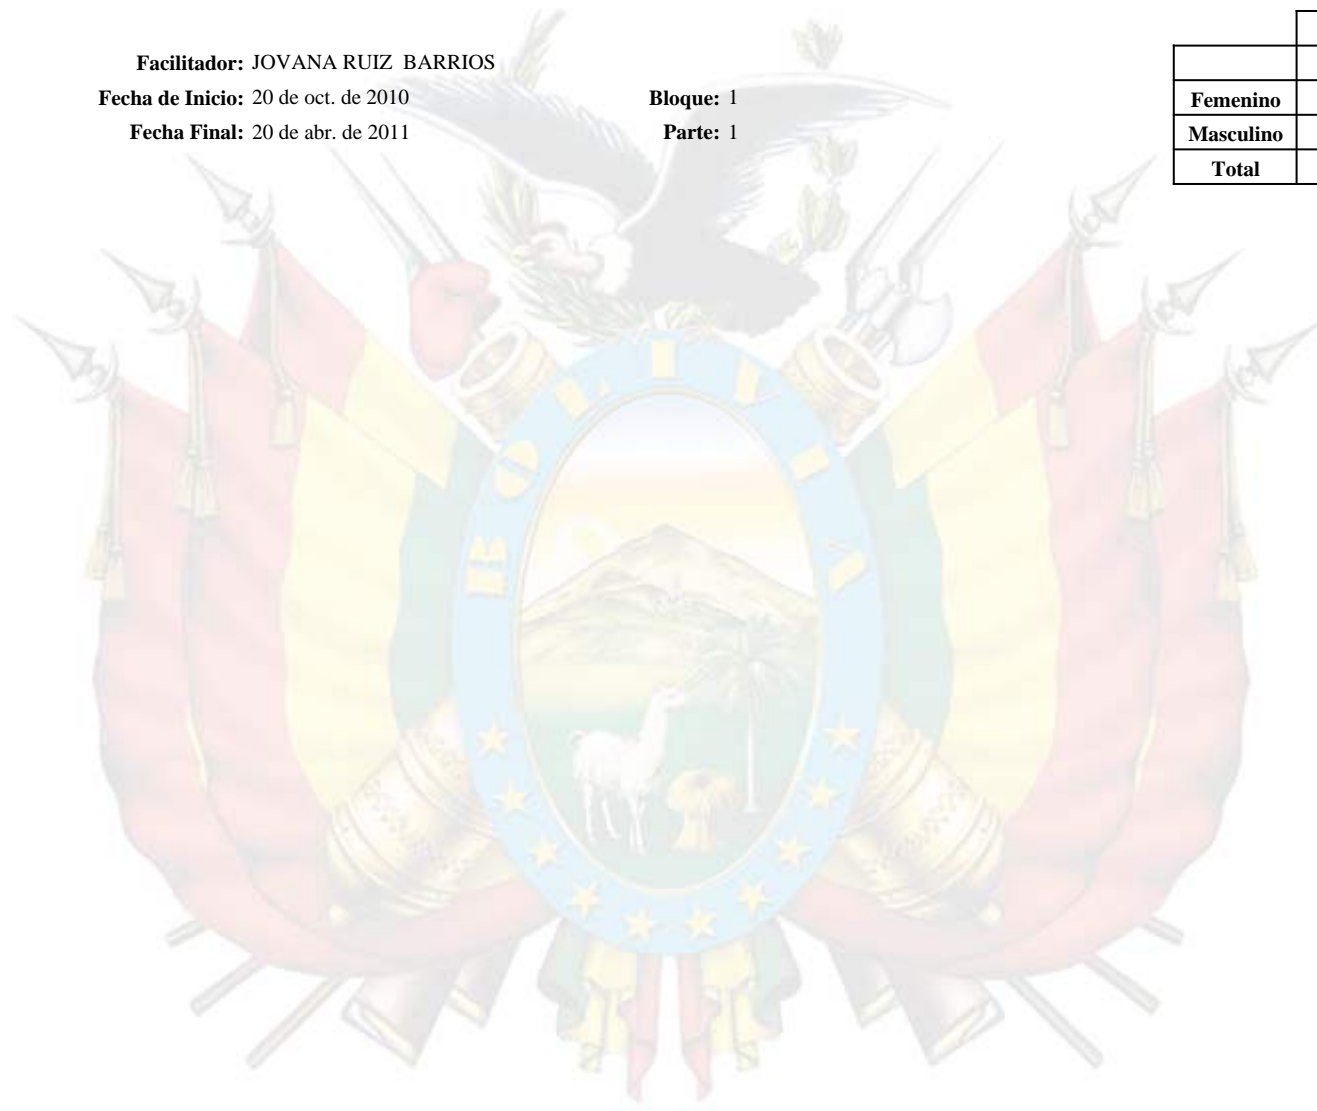 Facilitador: JOVANA RUIZ BARRIOS
Fecha de Inicio: 20 de oct. de 2010 Bloque: 1
Fecha Final: 20 de abr. de 2011 Parte: 1
Femenino
Masculino
Total
BOLIVIA